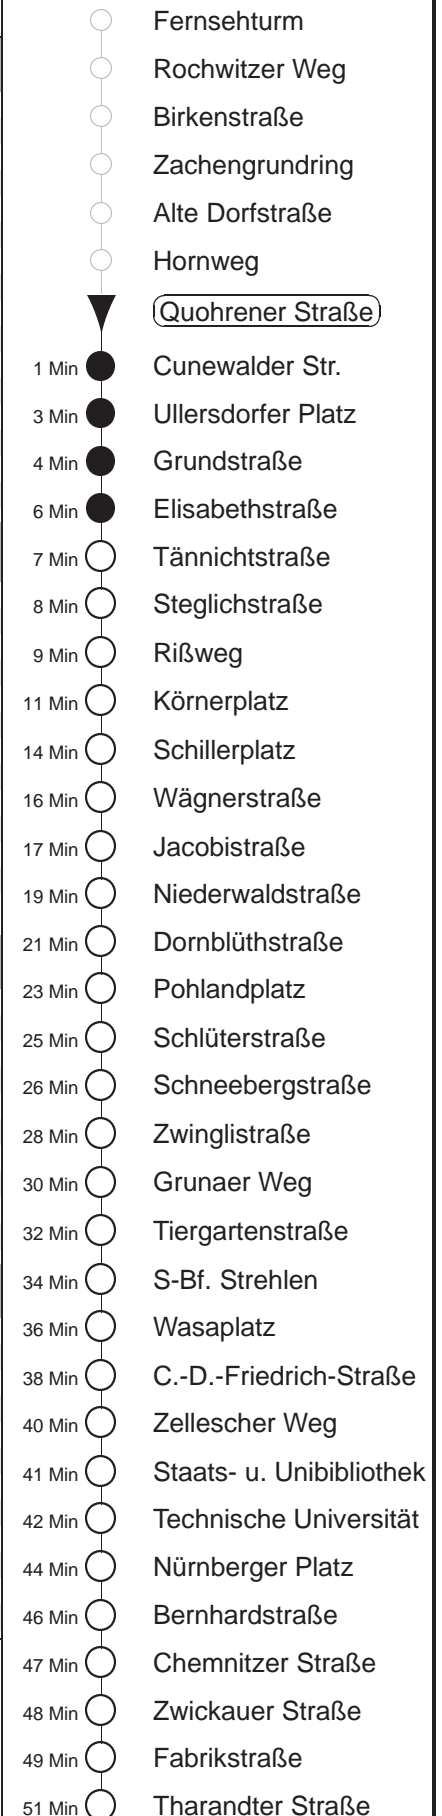 Fernsehturm
Rochwitzer Weg
Birkenstraße
Zachengrundring
Alte Dorfstraße
Hornweg
Quohrener Straße
1 Min Cunewalder Str.
3 Min Ullersdorfer Platz
4 Min Grundstraße
6 Min Elisabethstraße
7 Min Tännichtstraße
8 Min Steglichstraße
9 Min Rißweg
11 Min Körnerplatz
14 Min Schillerplatz
16 Min Wägnerstraße
17 Min Jacobistraße
19 Min Niederwaldstraße
21 Min Dornblüthstraße
23 Min Pohlandplatz
25 Min Schlüterstraße
26 Min Schneebergstraße
28 Min Zwinglistraße
30 Min Grunaer Weg
32 Min Tiergartenstraße
34 Min S-Bf. Strehlen
36 Min Wasaplatz
38 Min C.-D.-Friedrich-Straße
40 Min Zellescher Weg
41 Min Staats- u. Unibibliothek
42 Min Technische Universität
44 Min Nürnberger Platz
46 Min Bernhardstraße
47 Min Chemnitzer Straße
48 Min Zwickauer Straße
49 Min Fabrikstraße
51 Min Tharandter Straße